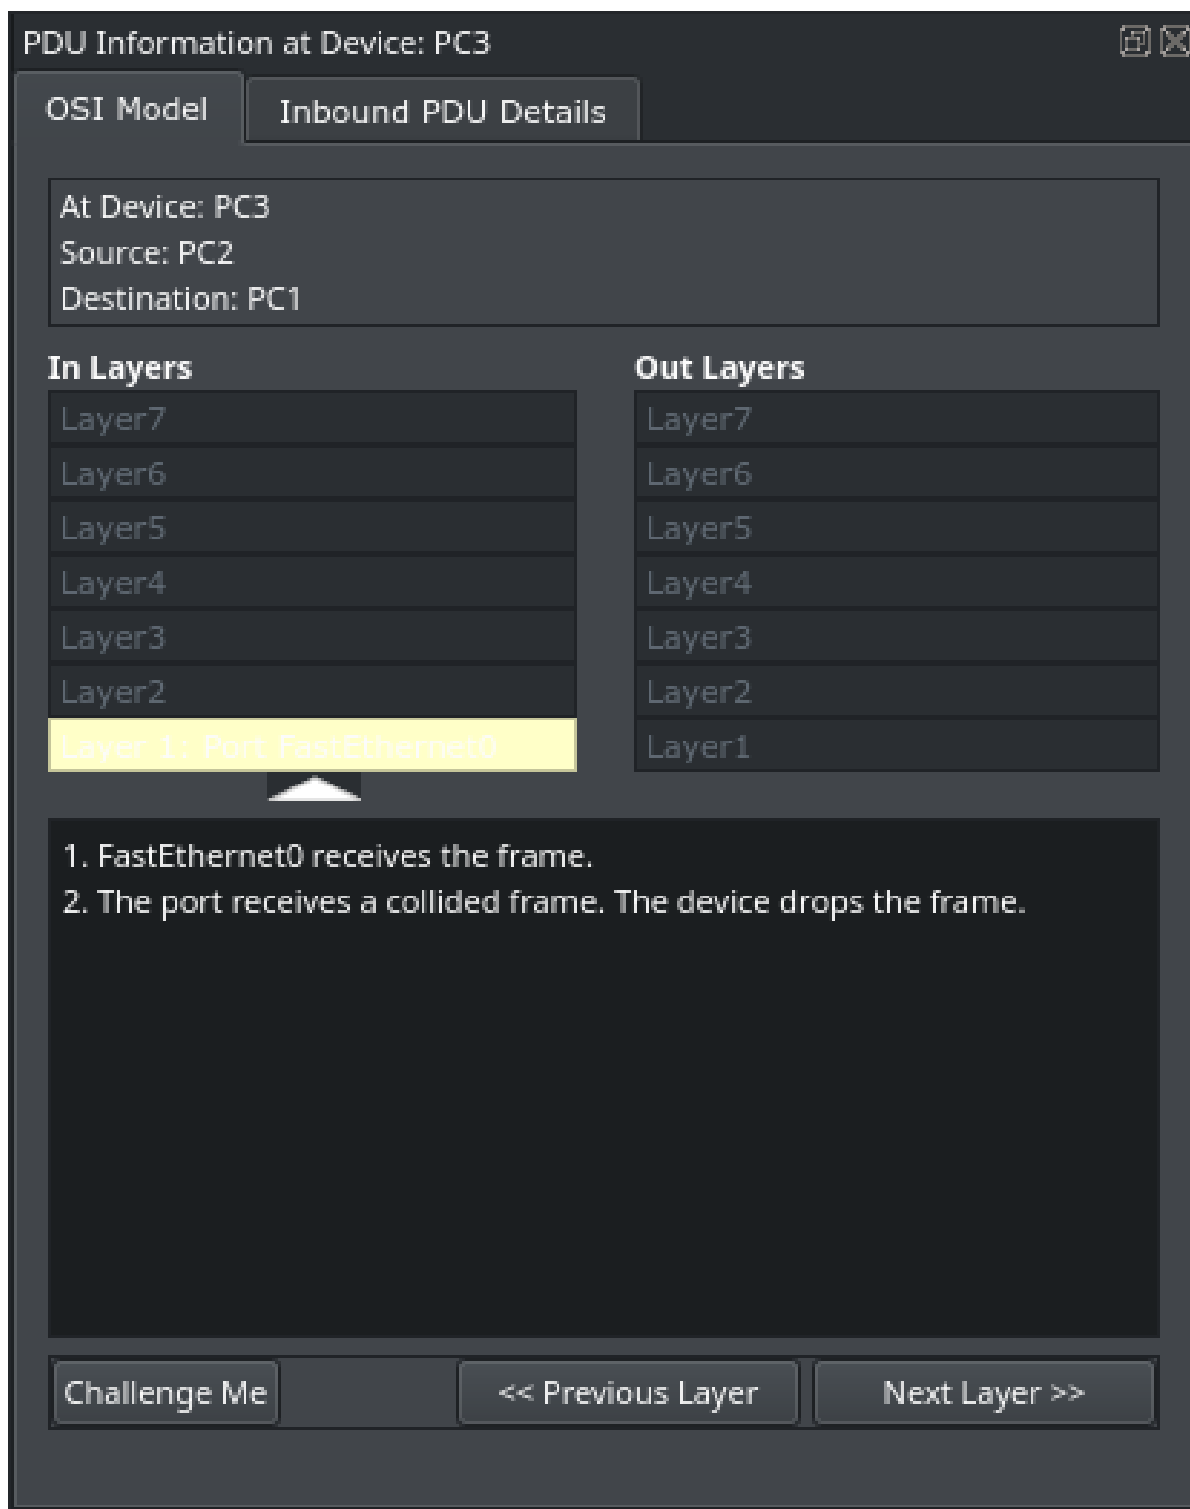 PDU Information at Device: PC3
OSI Model
Inbound PDU Details
At Device: PC3
Source: PC2
Destination: PC1
In Layers
Layer7
Layer6
Layer5
Layer4
Layer3
Layer2
Layer 1: Port FastEthernet0
Out Layers
Layer7
Layer6
Layer5
Layer4
Layer3
Layer2
Layer1
1. FastEthernet0 receives the frame.
2. The port receives a collided frame. The device drops the frame.
Challenge Me
<< Previous Layer
Next Layer >>